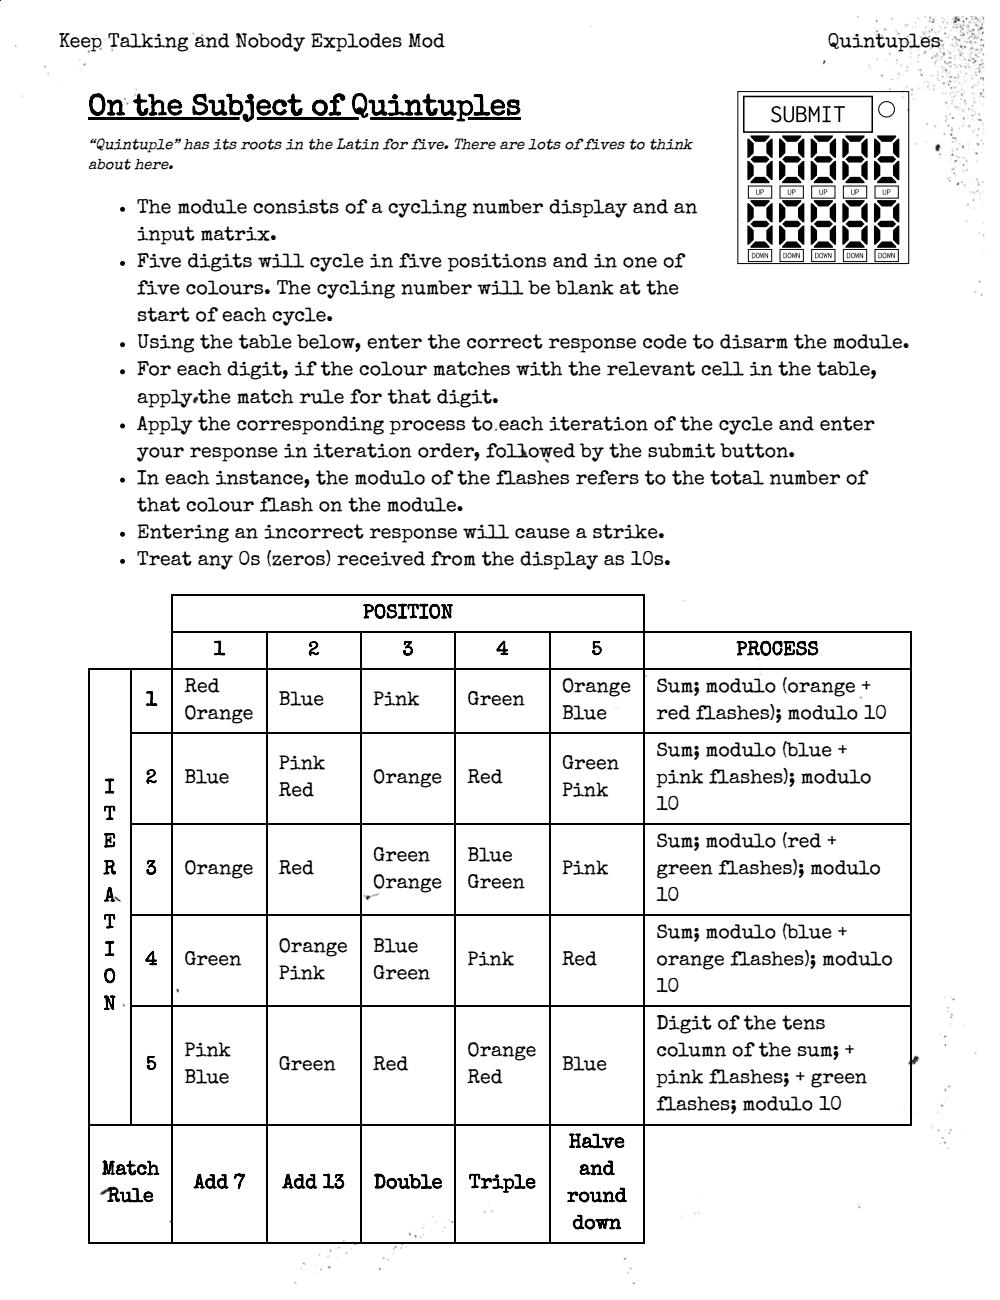 Keep Talking and Nobody Explodes Mod
Quintuples
On the Subject of Quintuples
“Quintuple” has its roots in the Latin for five. There are lots of fives to think
about here.
SUBMIT
UP UP UP UP UP
DOWN DOWN DOWN DOWN DOWN
• The module consists of a cycling number display and an
input matrix.
• Five digits will cycle in five positions and in one of
five colours. The cycling number will be blank at the
start of each cycle.
• Using the table below, enter the correct response code to disarm the module.
• For each digit, if the colour matches with the relevant cell in the table,
apply the match rule for that digit.
• Apply the corresponding process to each iteration of the cycle and enter
your response in iteration order, followed by the submit button.
• In each instance, the modulo of the flashes refers to the total number of
that colour flash on the module.
• Entering an incorrect response will cause a strike.
• Treat any 0s (zeros) received from the display as 10s.
POSITION
1 2 3 4 5 PROCESS
ITERATION
1
Red
Orange
Blue
Pink
Green
Orange
Blue
Sum; modulo (orange +
red flashes); modulo 10
2
Blue
Pink
Red
Orange
Red
Green
Pink
Sum; modulo (blue +
pink flashes); modulo
10
3
Orange
Red
Green
Orange
Blue
Green
Pink
Sum; modulo (red +
green flashes); modulo
10
4
Green
Orange
Pink
Blue
Green
Pink
Red
Sum; modulo (blue +
orange flashes); modulo
10
5
Pink
Blue
Green
Red
Orange
Red
Blue
Digit of the tens
column of the sum; +
pink flashes; + green
flashes; modulo 10
Match
Rule
Add 7
Add 13
Double
Triple
Halve
and
round
down